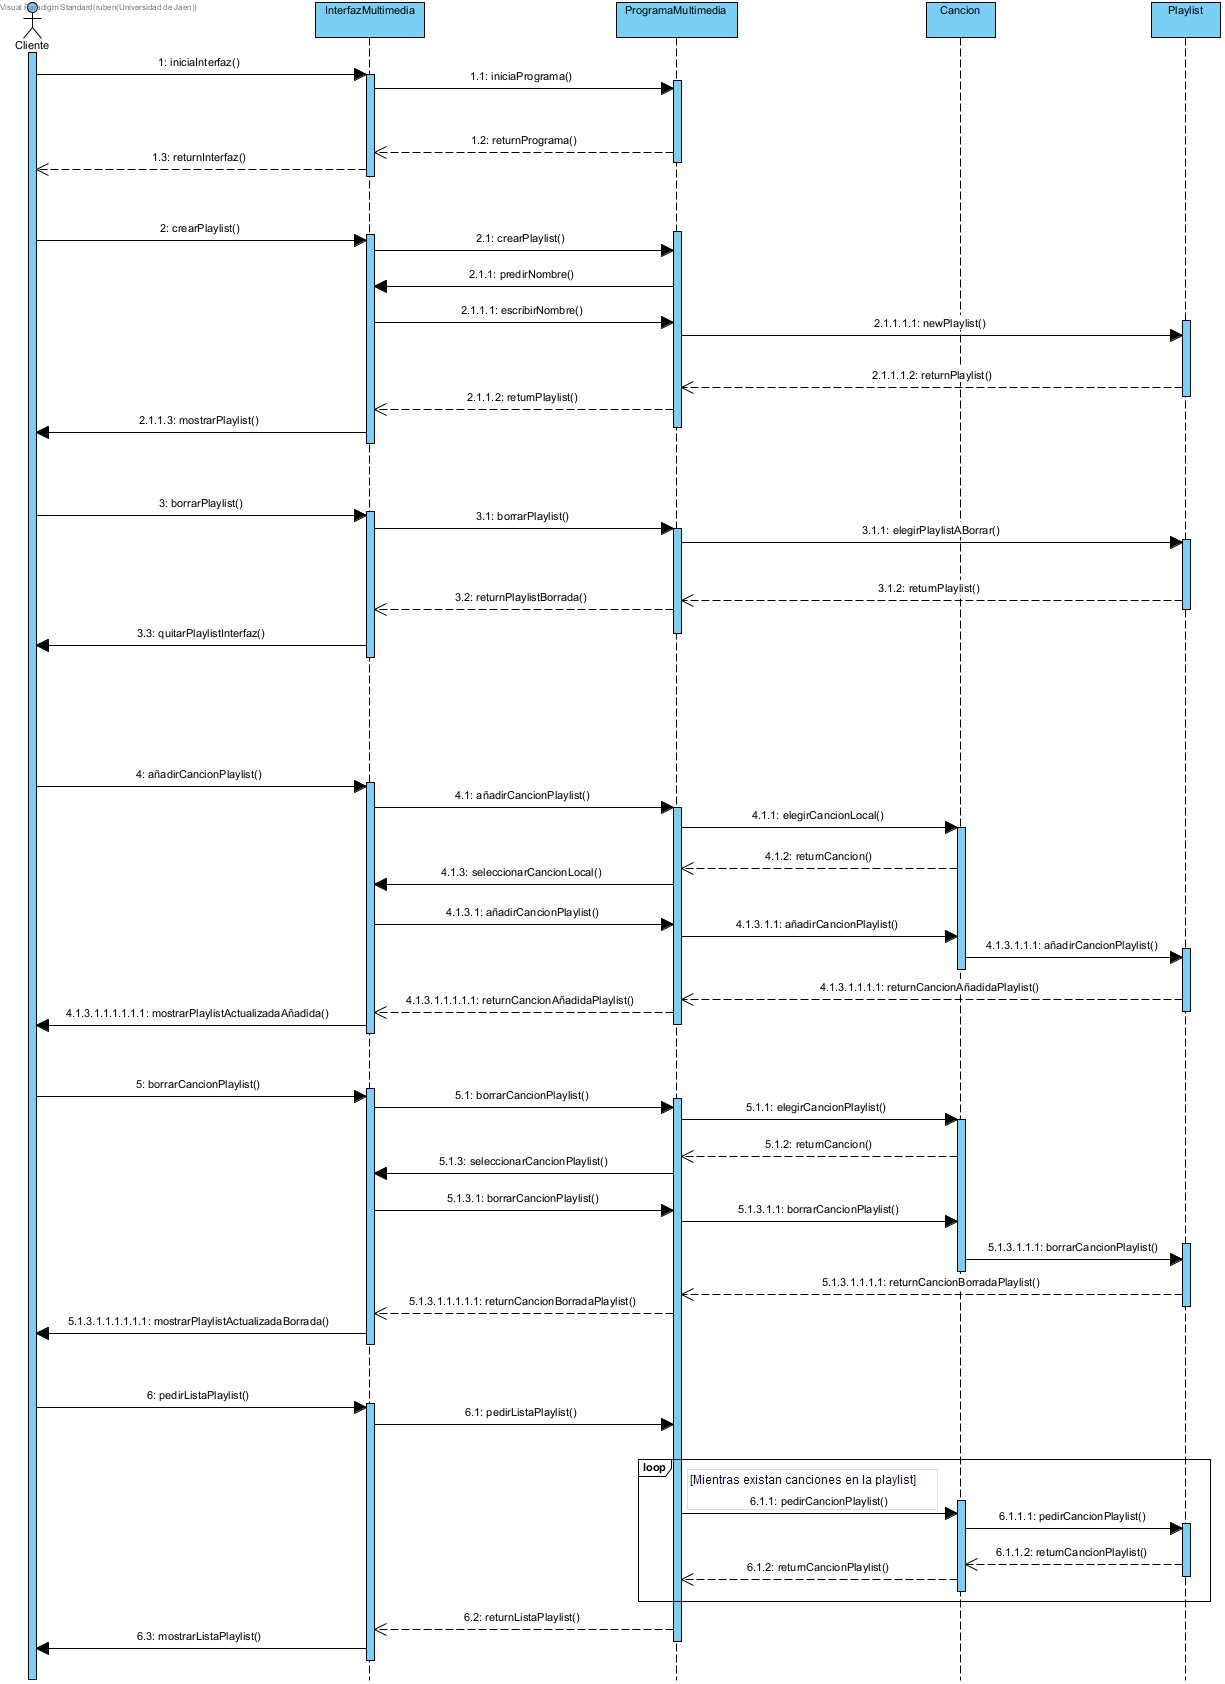 Visual Paradigm Standard(ruben(Universidad de Jaen))
Cliente
InterfazMultimedia
ProgramaMultimedia
Cancion
Playlist
1: iniciaInterfaz()
1.1: iniciaPrograma()
1.2: returnPrograma()
1.3: returnInterfaz()
2: crearPlaylist()
2.1: crearPlaylist()
2.1.1: predirNombre()
2.1.1.1: escribirNombre()
2.1.1.1.1: newPlaylist()
2.1.1.1.2: returnPlaylist()
2.1.1.2: returnPlaylist()
2.1.1.3: mostrarPlaylist()
3: borrarPlaylist()
3.1: borrarPlaylist()
3.1.1: elegirPlaylistABorrar()
3.1.2: returnPlaylist()
3.2: returnPlaylistBorrada()
3.3: quitarPlaylistInterfaz()
4: añadirCancionPlaylist()
4.1: añadirCancionPlaylist()
4.1.1: elegirCancionLocal()
4.1.2: returnCancion()
4.1.3: seleccionarCancionLocal()
4.1.3.1: añadirCancionPlaylist()
4.1.3.1.1: añadirCancionPlaylist()
4.1.3.1.1.1: añadirCancionPlaylist()
4.1.3.1.1.1.1: returnCancionAñadidaPlaylist()
4.1.3.1.1.1.1.1: returnCancionAñadidaPlaylist()
4.1.3.1.1.1.1.1.1: mostrarPlaylistActualizadaAñadida()
5: borrarCancionPlaylist()
5.1: borrarCancionPlaylist()
5.1.1: elegirCancionPlaylist()
5.1.2: returnCancion()
5.1.3: seleccionarCancionPlaylist()
5.1.3.1: borrarCancionPlaylist()
5.1.3.1.1: borrarCancionPlaylist()
5.1.3.1.1.1: borrarCancionPlaylist()
5.1.3.1.1.1.1: returnCancionBorradaPlaylist()
5.1.3.1.1.1.1.1: returnCancionBorradaPlaylist()
5.1.3.1.1.1.1.1.1: mostrarPlaylistActualizadaBorrada()
6: pedirListaPlaylist()
6.1: pedirListaPlaylist()
loop
[Mientras existan canciones en la playlist]
6.1.1: pedirCancionPlaylist()
6.1.1.1: pedirCancionPlaylist()
6.1.1.2: returnCancionPlaylist()
6.1.2: returnCancionPlaylist()
6.2: returnListaPlaylist()
6.3: mostrarListaPlaylist()